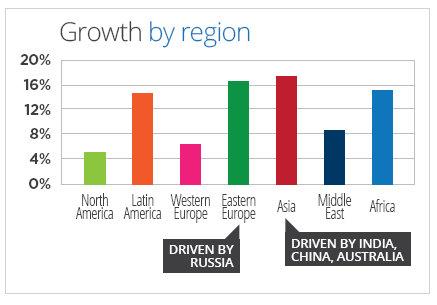 Growth by region
20%
16%
12%
8%
4%
0%
North America
Latin America
Western Europe
Eastern Europe
Asia
Middle East
Africa
DRIVEN BY
RUSSIA
DRIVEN BY INDIA,
CHINA, AUSTRALIA